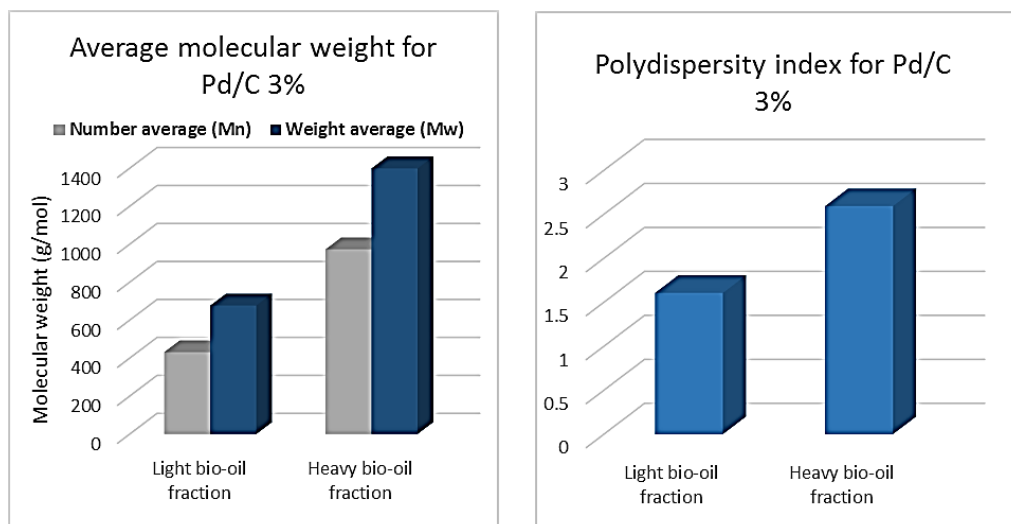 Average molecular weight for
Pd/C 3%
Number average (Mn) Weight average (Mw)
Molecular weight (g/mol)
1400
1200
1000
800
600
400
200
0
Light bio-oil
fraction
Heavy bio-oil
fraction
Polydispersity index for Pd/C
3%
3
2.5
2
1.5
1
0.5
0
Light bio-oil
fraction
Heavy bio-oil
fraction